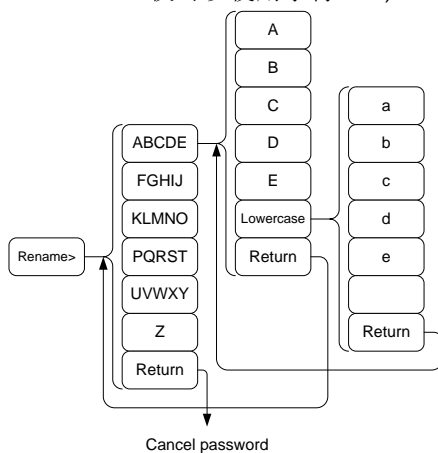 A
B
C
D
E
Lowercase
Return
a
b
c
d
e
Return
ABCDE
FGHIJ
KLMNO
PQRST
UVWXY
Z
Return
Rename>
Cancel password